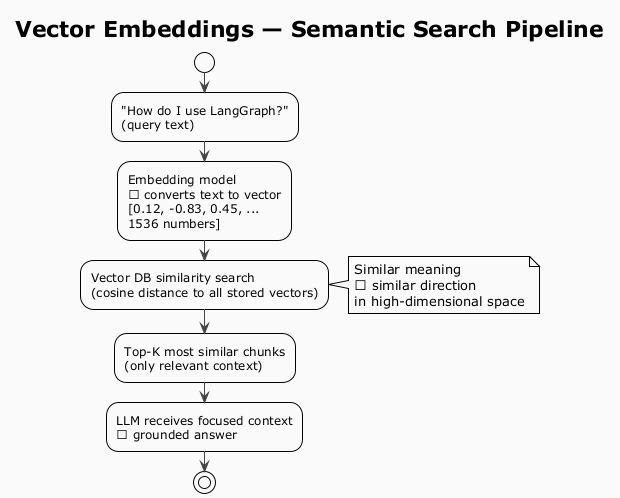 Vector Embeddings — Semantic Search Pipeline
"How do I use LangGraph?"
(query text)
Embedding model
□ converts text to vector
[0.12, -0.83, 0.45, ...
1536 numbers]
Vector DB similarity search
(cosine distance to all stored vectors)
Similar meaning
□ similar direction
in high-dimensional space
Top-K most similar chunks
(only relevant context)
LLM receives focused context
□ grounded answer